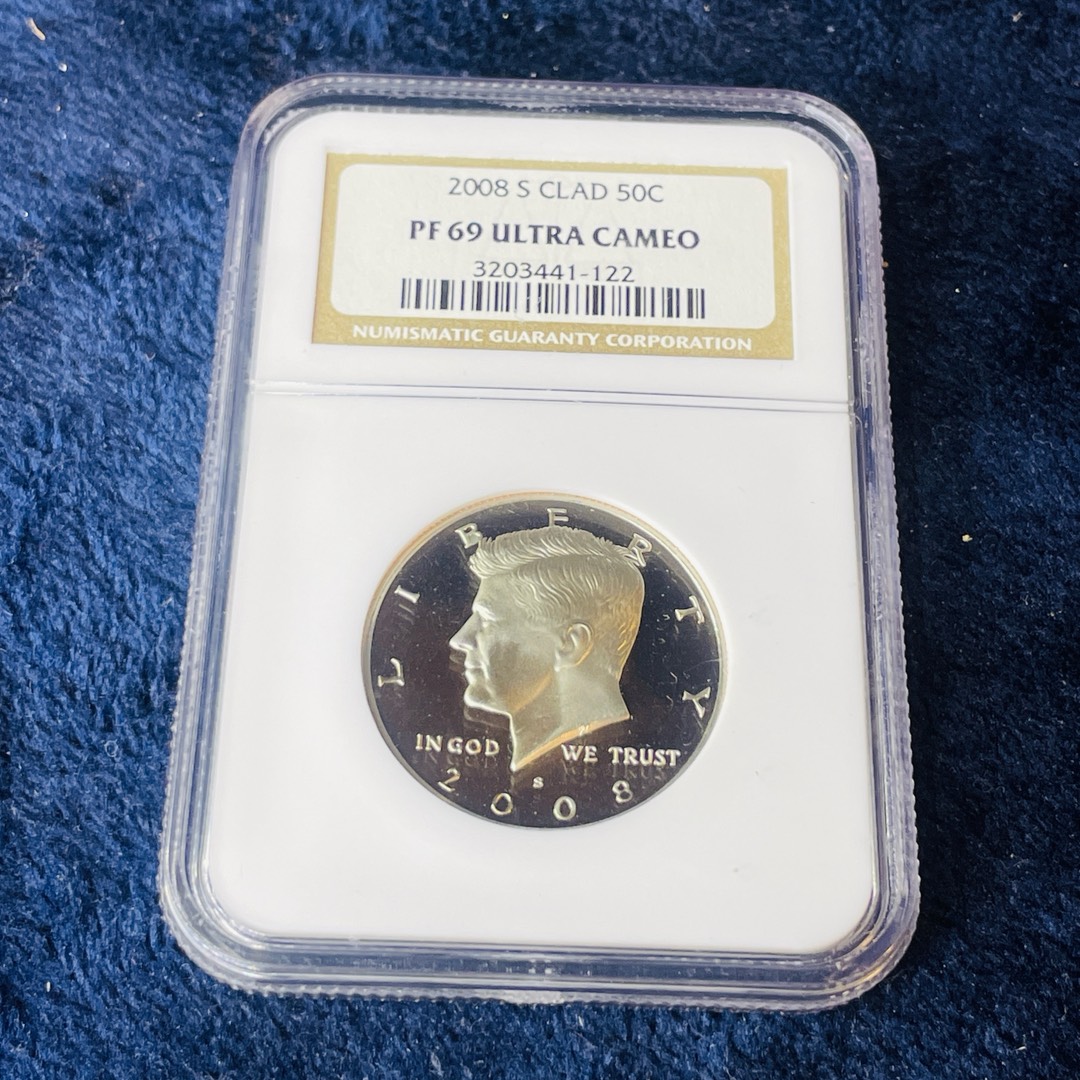 2008 S CLAD 50C
PF 69 ULTRA CAMEO
3203441-122
NUMISMATIC GUARANTY CORPORATION
LIBERTY
IN GOD WE TRUST
S
2008